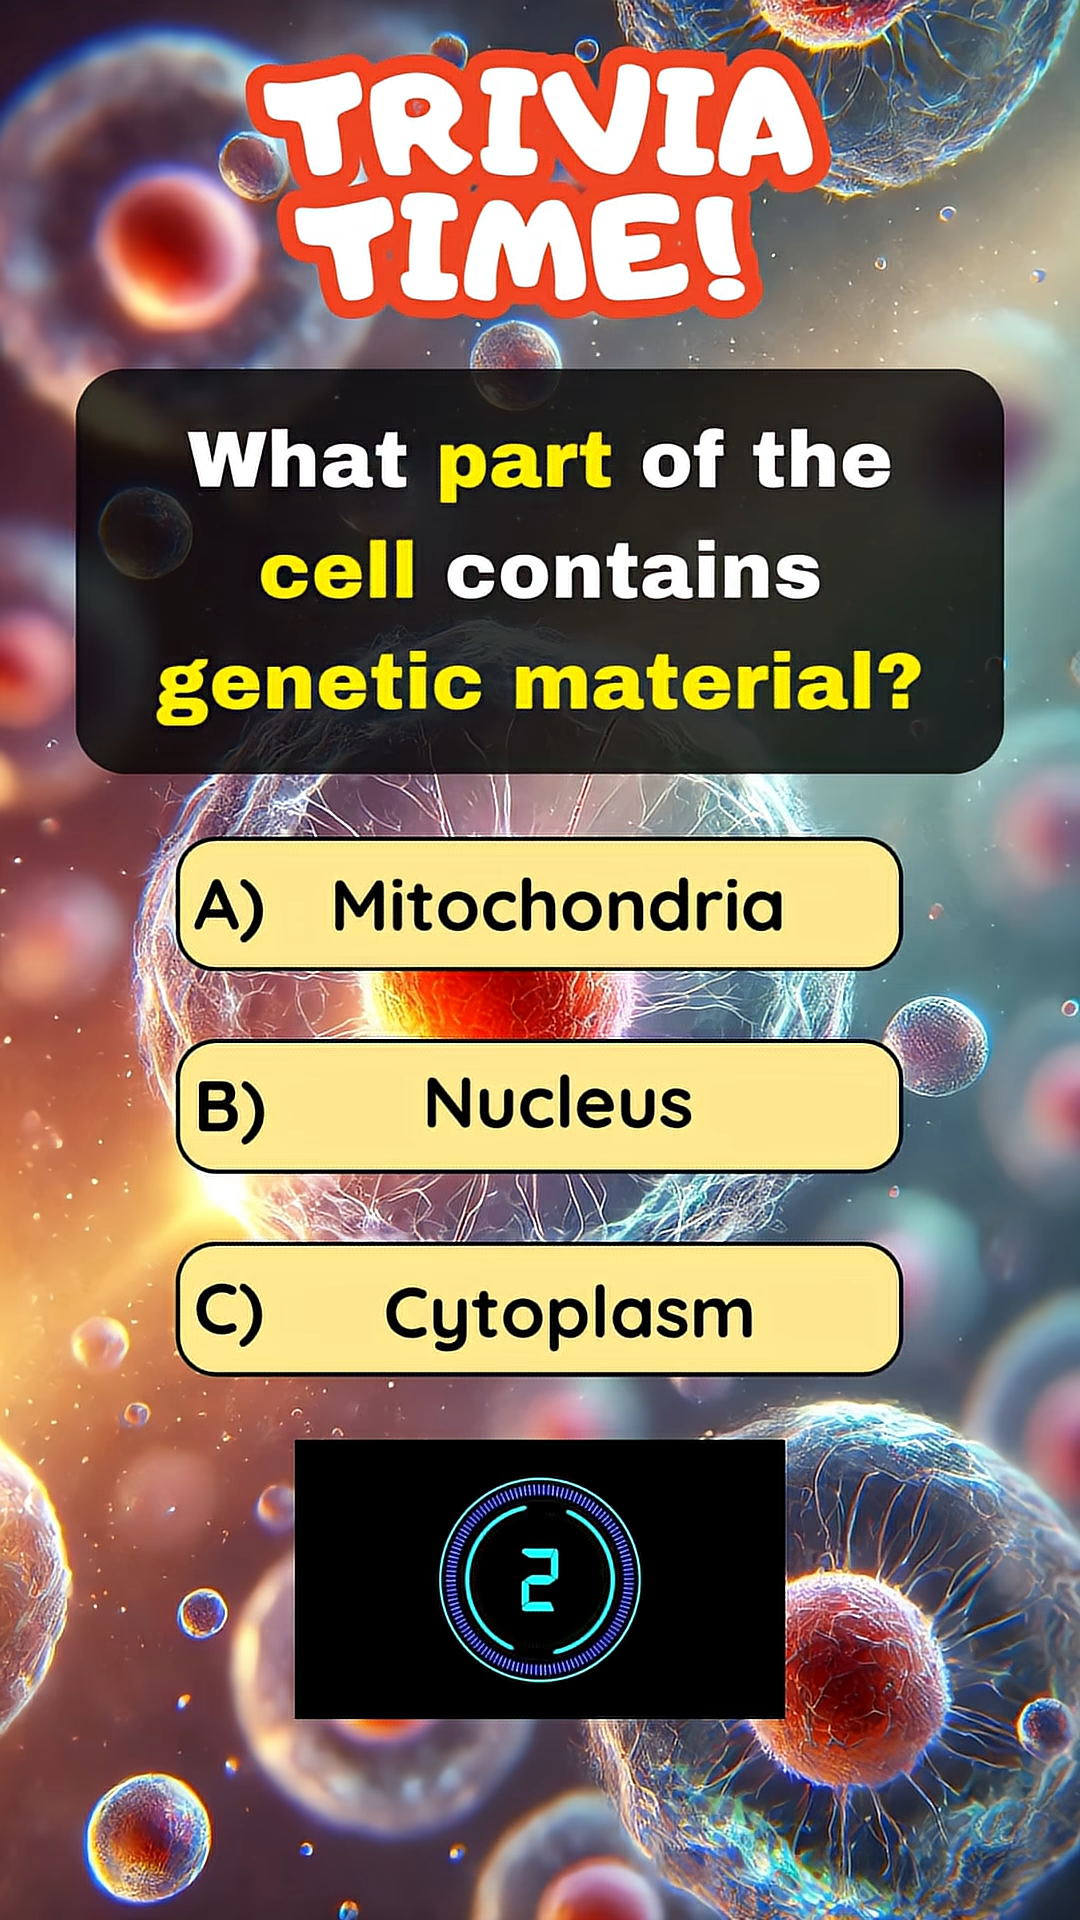 TRIVIA
TIME!
What part of the
cell contains
genetic material?
A) Mitochondria
B) Nucleus
C) Cytoplasm
2